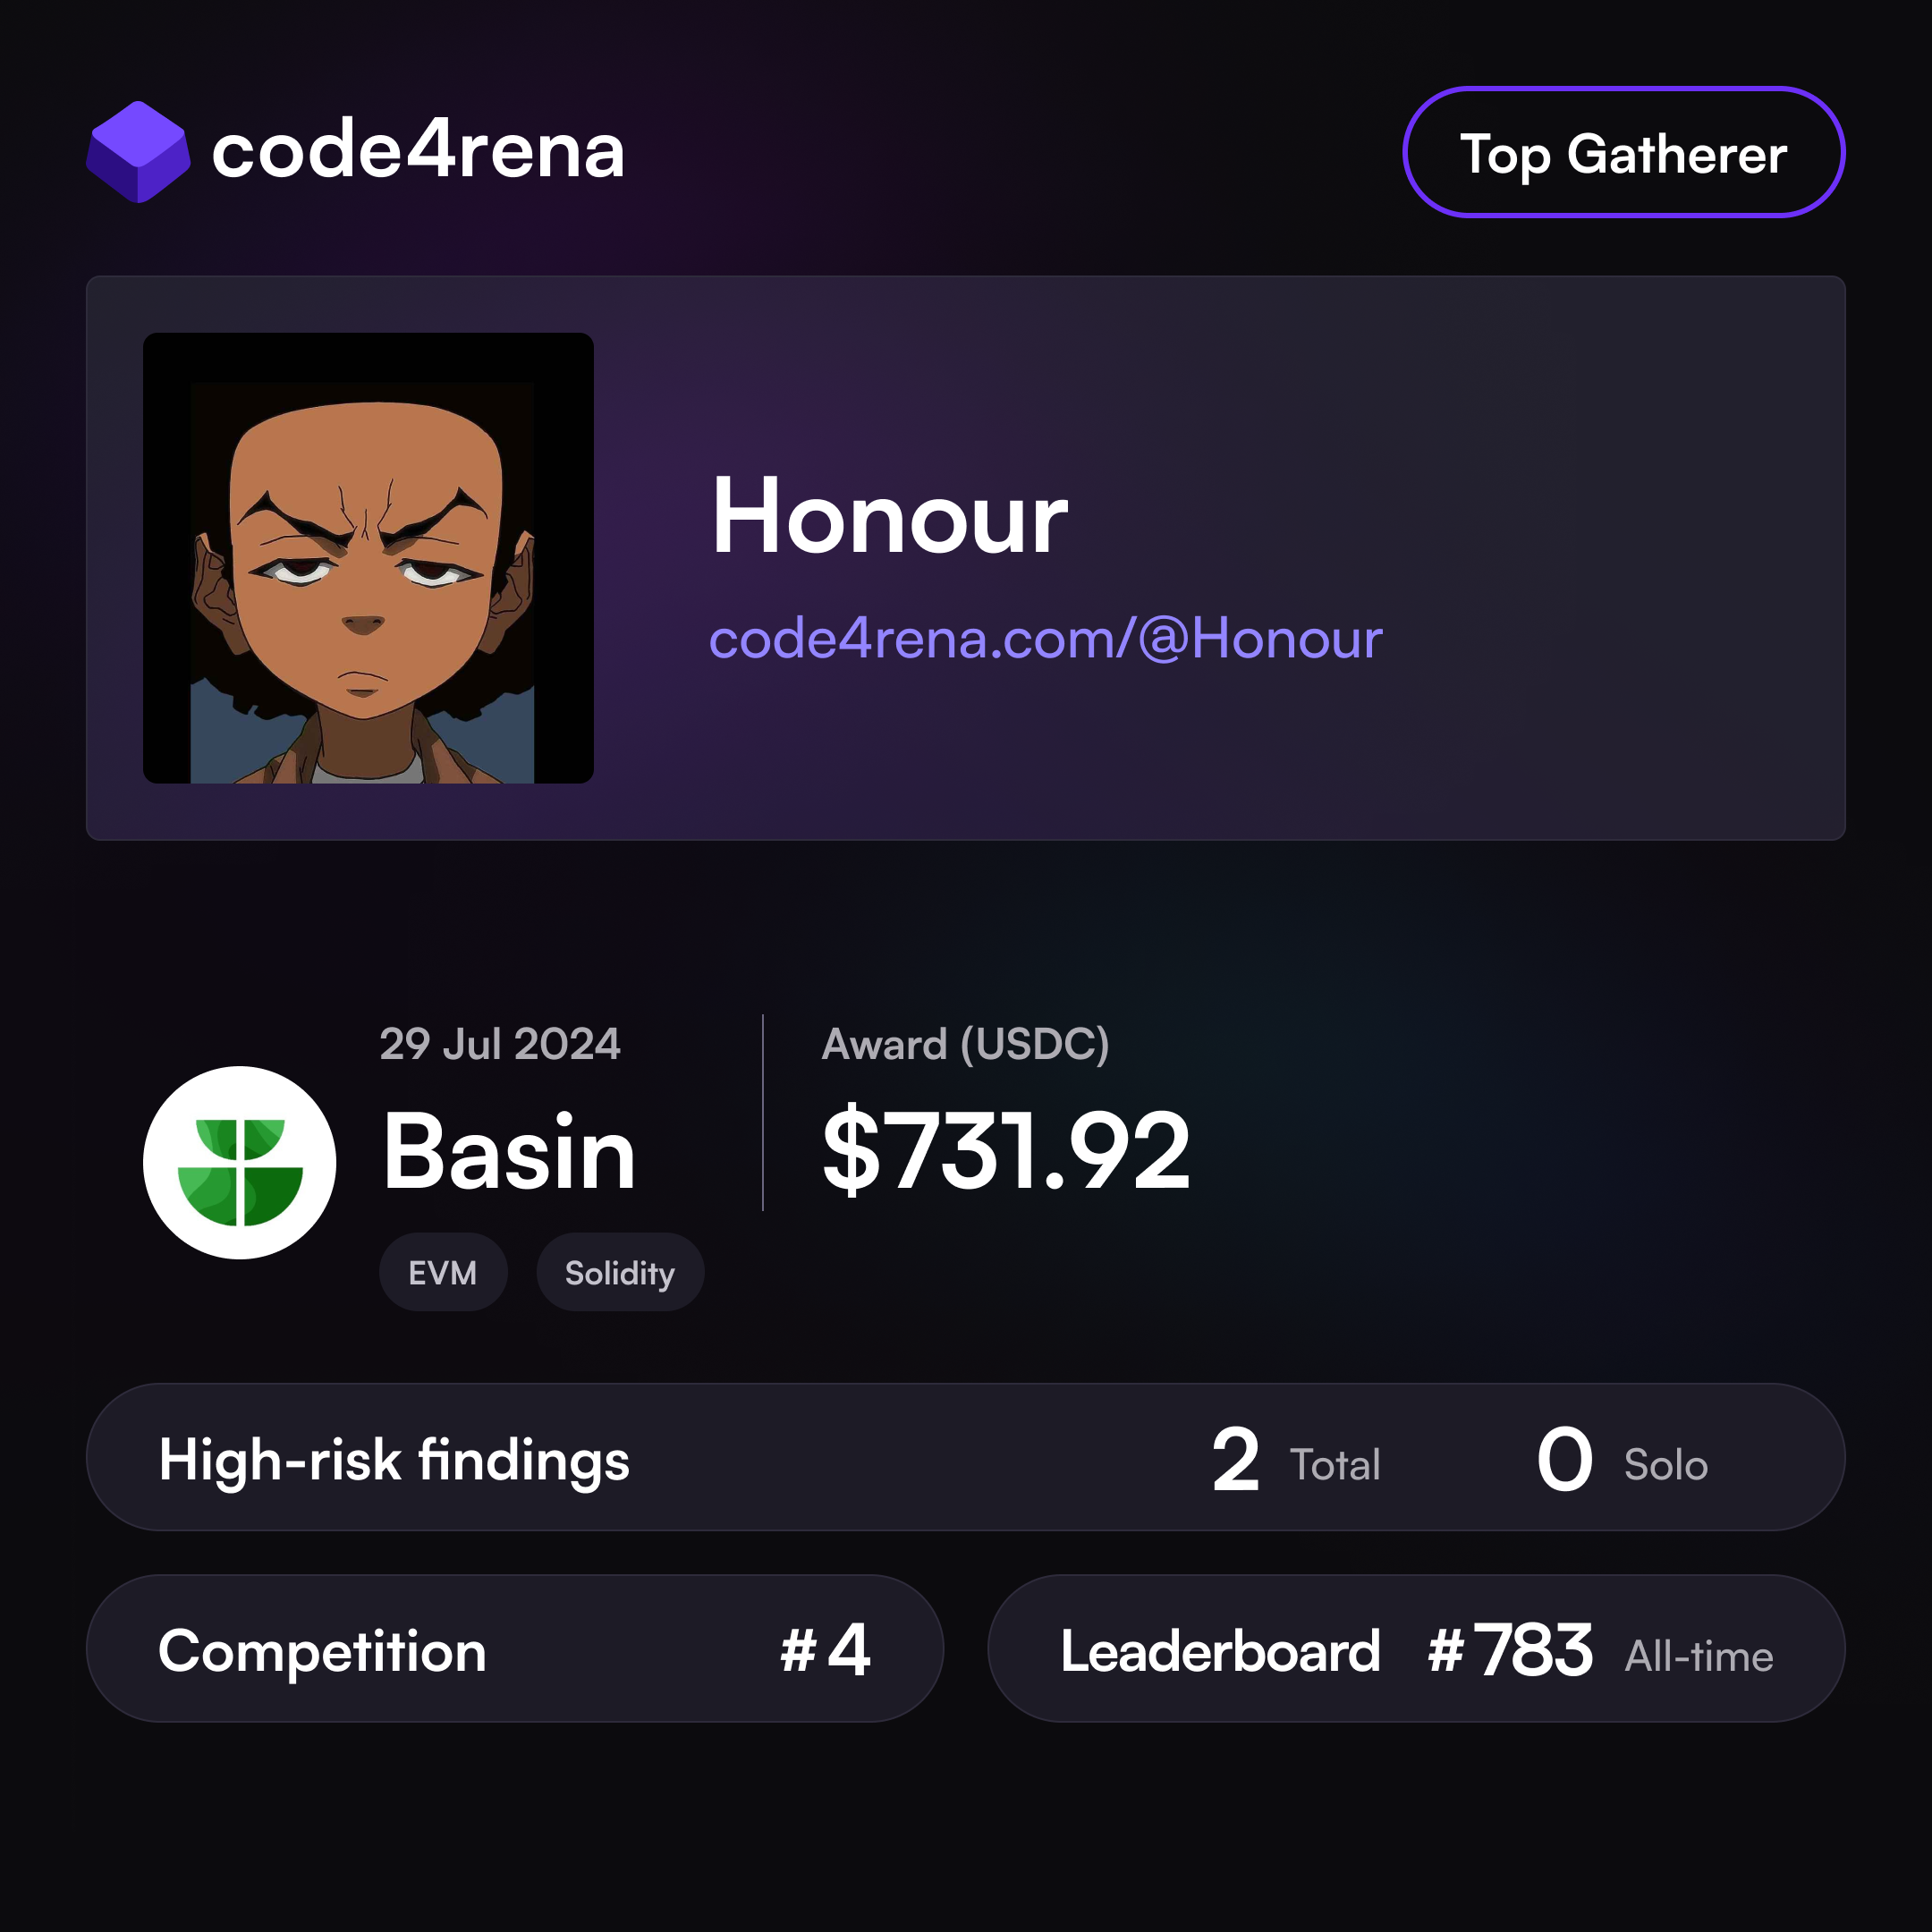 code4rena
Top Gatherer
Honour
code4rena.com/@Honour
29 Jul 2024
Basin
EVM
Solidity
Award (USDC)
$731.92
High-risk findings 2 Total 0 Solo
Competition #4
Leaderboard #783 All-time